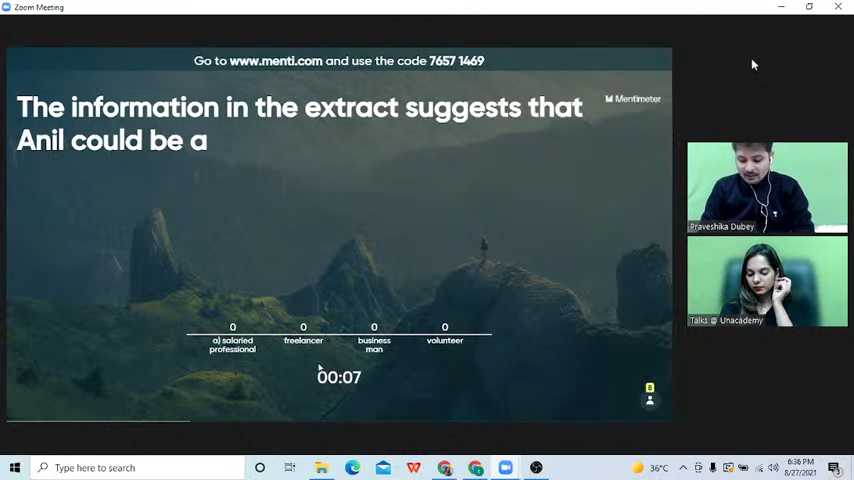 Zoom Meeting
Go to www.menti.com and use the code 7657 1469
The information in the extract suggests that
Anil could be a
Mentimeter
0
0
0
0
a) salaried
professional
freelancer
business
man
volunteer
00:07
8
Praveshika Dubey
Talks @ Unacademy
Type here to search
36°C
6:36 PM
8/27/2021
3